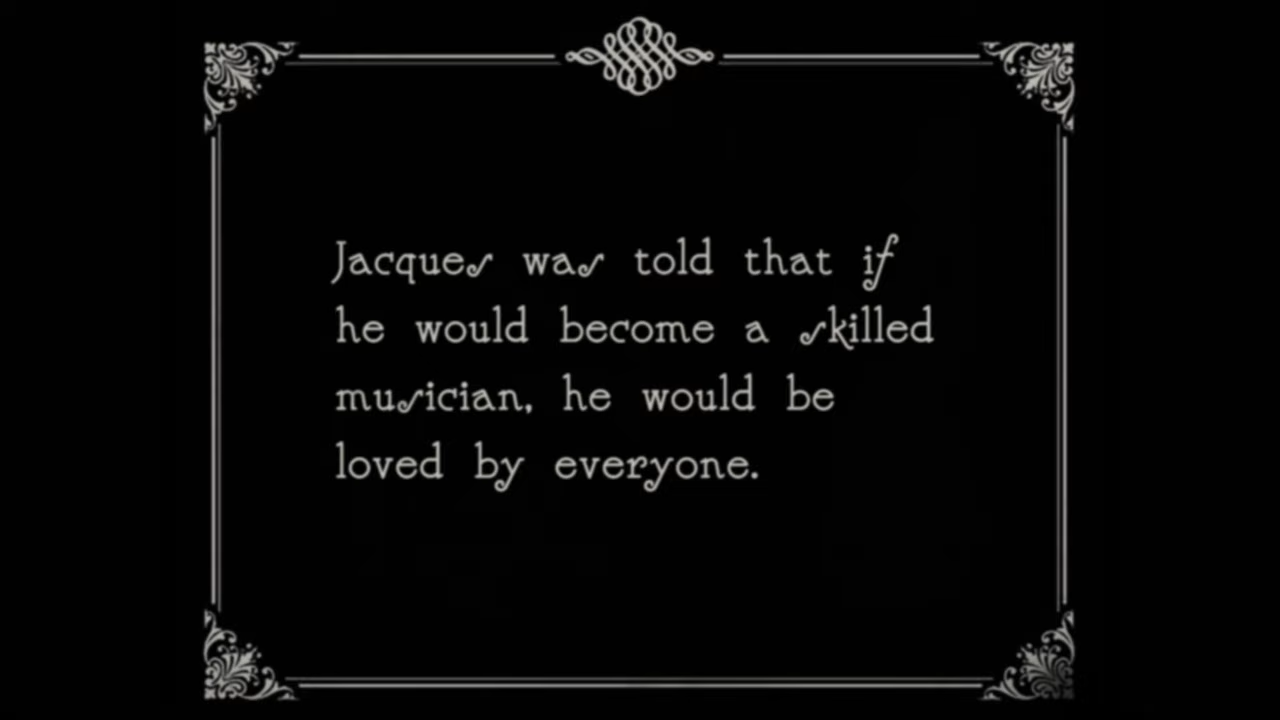 Jacques was told that if
he would become a skilled
musician, he would be
loved by everyone.